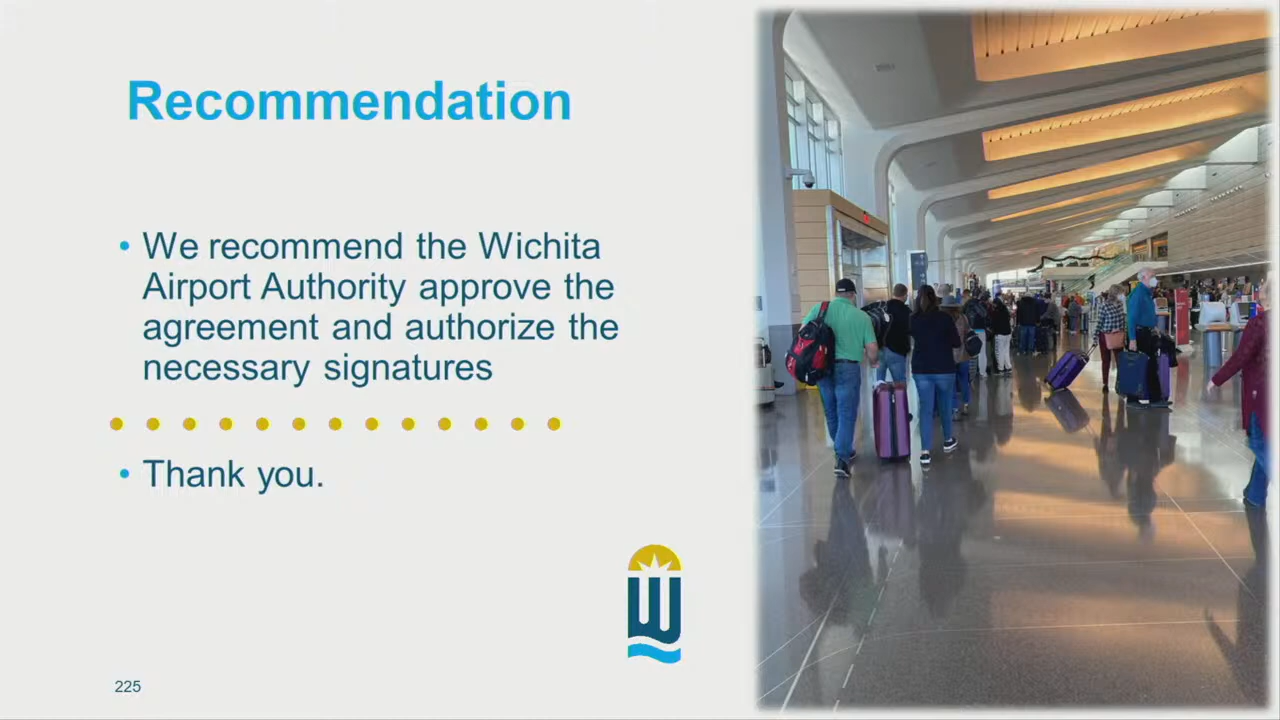 Recommendation
• We recommend the Wichita
Airport Authority approve the
agreement and authorize the
necessary signatures
• Thank you.
W
225